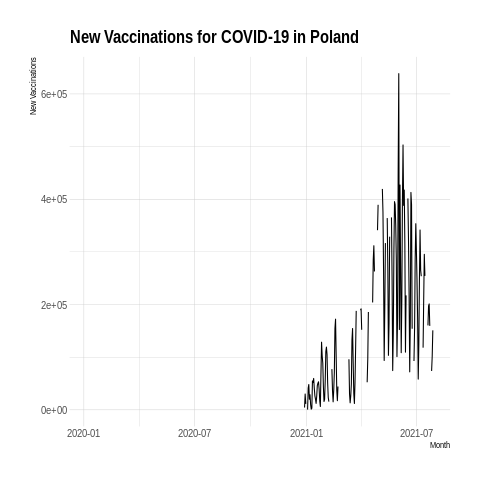 New Vaccinations for COVID-19 in Poland
New Vaccinations
6e+05
4e+05
2e+05
0e+00
2020-01 2020-07 2021-01 2021-07
Month